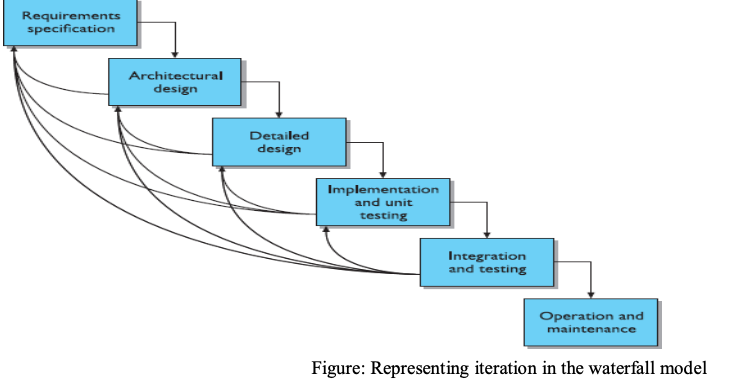 Requirements
specification
Architectural
design
Detailed
design
Implementation
and unit
testing
Integration
and testing
Operation and
maintenance
Figure: Representing iteration in the waterfall model